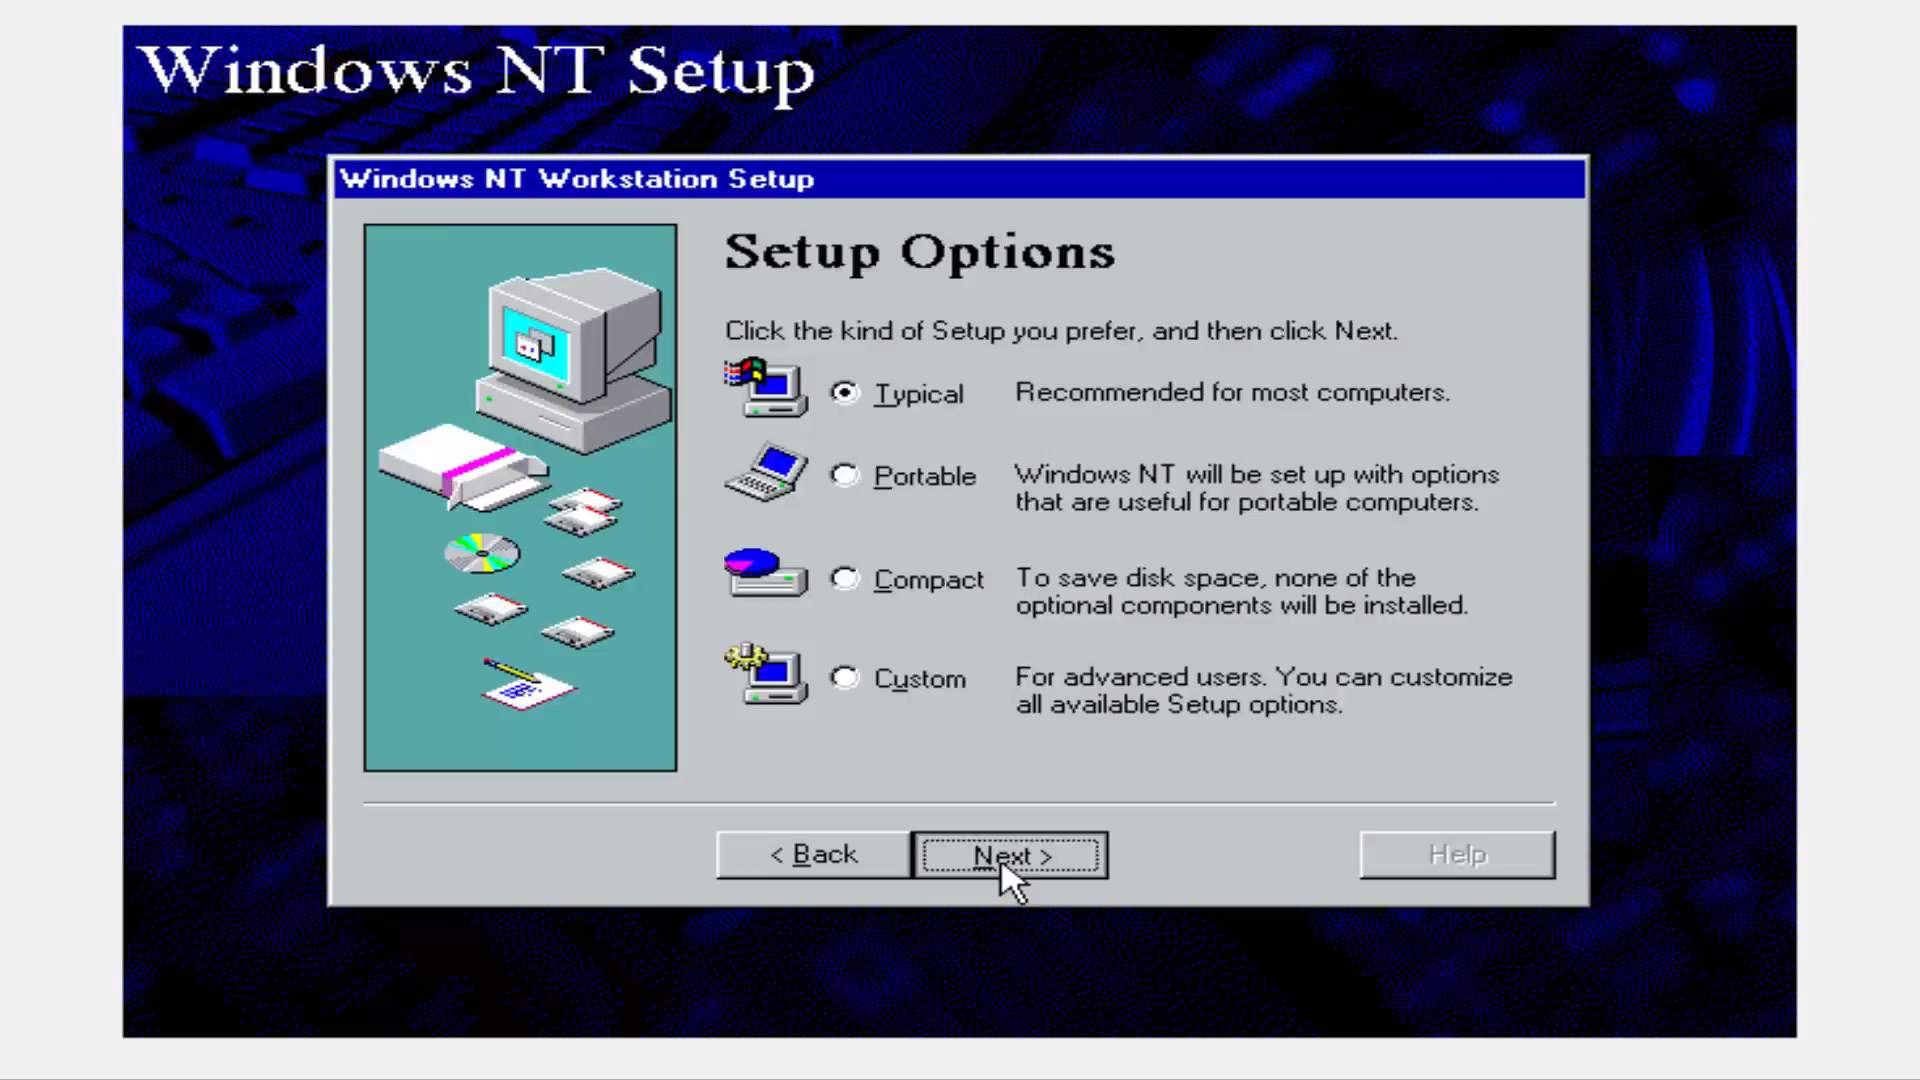 Windows NT Setup
Windows NT Workstation Setup
Setup Options
Click the kind of Setup you prefer, and then click Next.
Typical Recommended for most computers.
Portable Windows NT will be set up with options
that are useful for portable computers.
Compact To save disk space, none of the
optional components will be installed.
Custom For advanced users. You can customize
all available Setup options.
< Back Next > Help